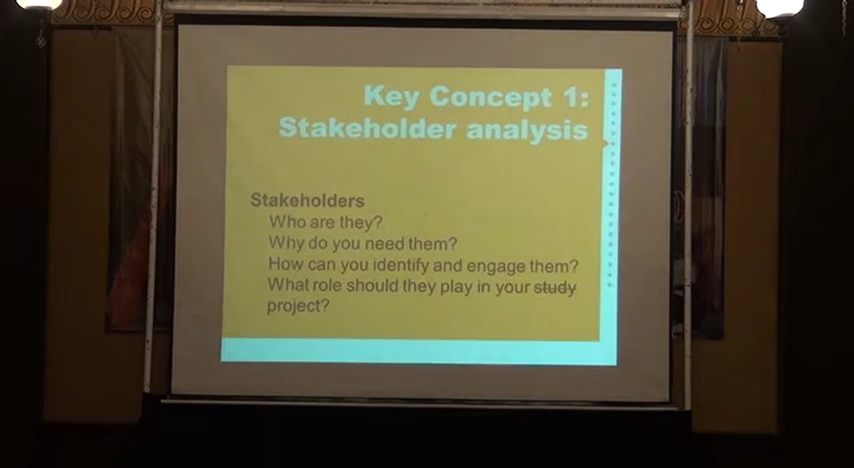 Key Concept 1:
Stakeholder analysis
Stakeholders
Who are they?
Why do you need them?
How can you identify and engage them?
What role should they play in your study
project?